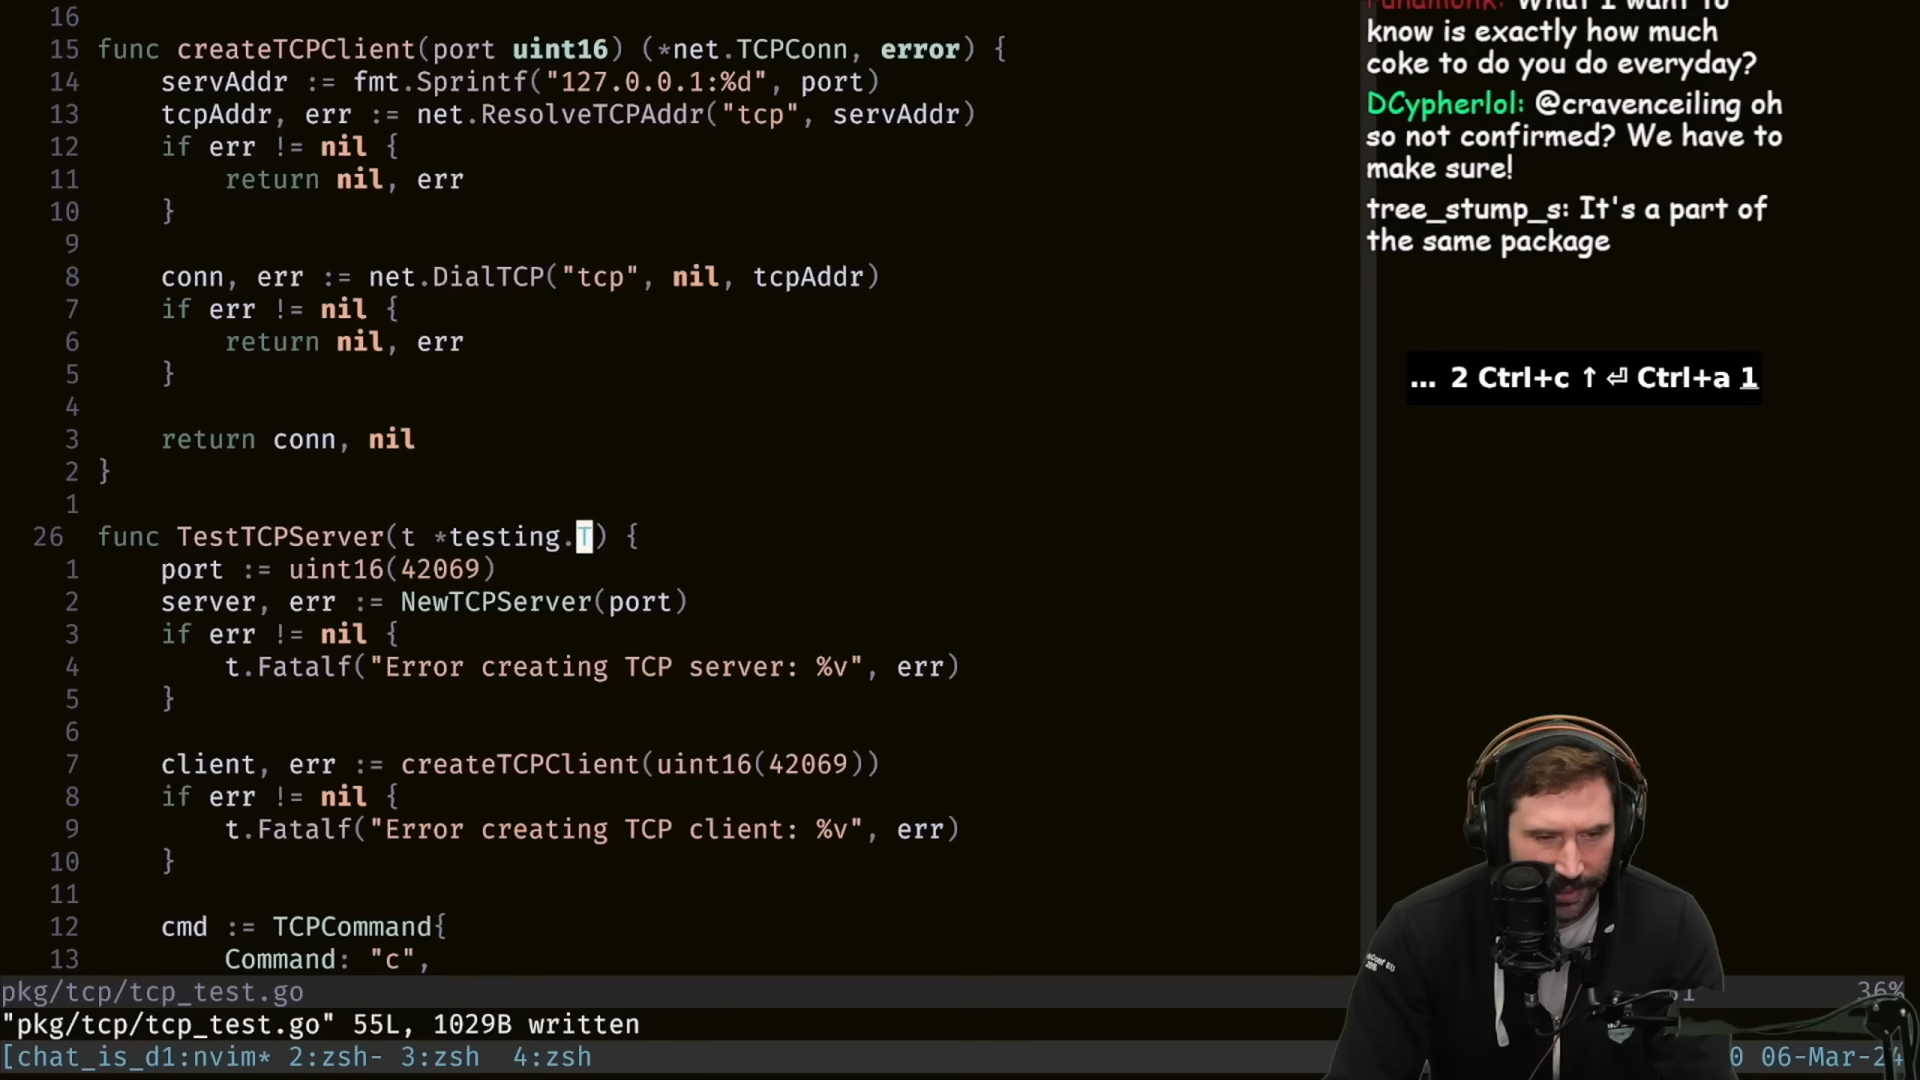 16
15 func createTCPClient(port uint16) (*net.TCPConn, error) {
14 servAddr := fmt.Sprintf("127.0.0.1:%d", port)
13 tcpAddr, err := net.ResolveTCPAddr("tcp", servAddr)
12 if err != nil {
11 return nil, err
10 }
9
8 conn, err := net.DialTCP("tcp", nil, tcpAddr)
7 if err != nil {
6 return nil, err
5 }
4
3 return conn, nil
2 }
1
26 func TestTCPServer(t *testing.T) {
1 port := uint16(42069)
2 server, err := NewTCPServer(port)
3 if err != nil {
4 t.Fatalf("Error creating TCP server: %v", err)
5 }
6
7 client, err := createTCPClient(uint16(42069))
8 if err != nil {
9 t.Fatalf("Error creating TCP client: %v", err)
10 }
11
12 cmd := TCPCommand{
13 Command: "c",
pkg/tcp/tcp_test.go 36%
"pkg/tcp/tcp_test.go" 55L, 1029B written
[chat_is_d1:nvim* 2:zsh- 3:zsh 4:zsh 0 06-Mar-24
What I want to
know is exactly how much
coke to do you do everyday?
DCypherlol: @cravenceiling oh
so not confirmed? We have to
make sure!
tree_stump_s: It's a part of
the same package
... 2 Ctrl+c ↑ ⏎ Ctrl+a 1